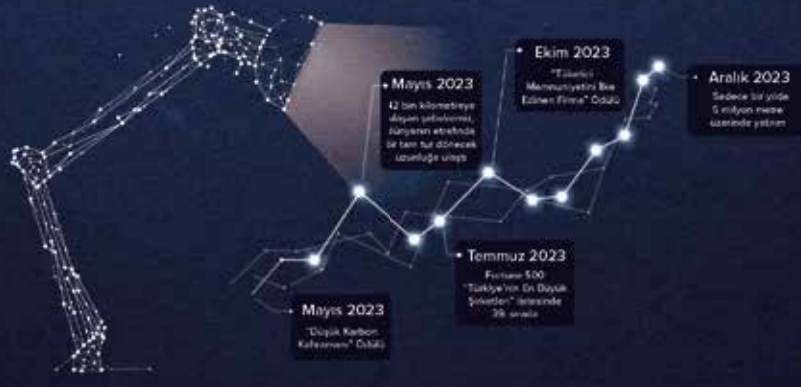 Mayıs 2023
"Düşük Karbon
Kahramanı" Ödülü
Mayıs 2023
42 bin kilometreye
ulaşan şebekemiz,
dünyanın etrafında
bir tam tur dönecek
uzunluğa ulaştı
Temmuz 2023
Fortune 500
"Türkiye'nin En Büyük
Şirketleri" listesinde
39. sırada
Ekim 2023
"Tüketici
Memnuniyetini İlke
Edinen Firma" Ödülü
Aralık 2023
Sadece bir yılda
5 milyon metre
üzerinde yatırım